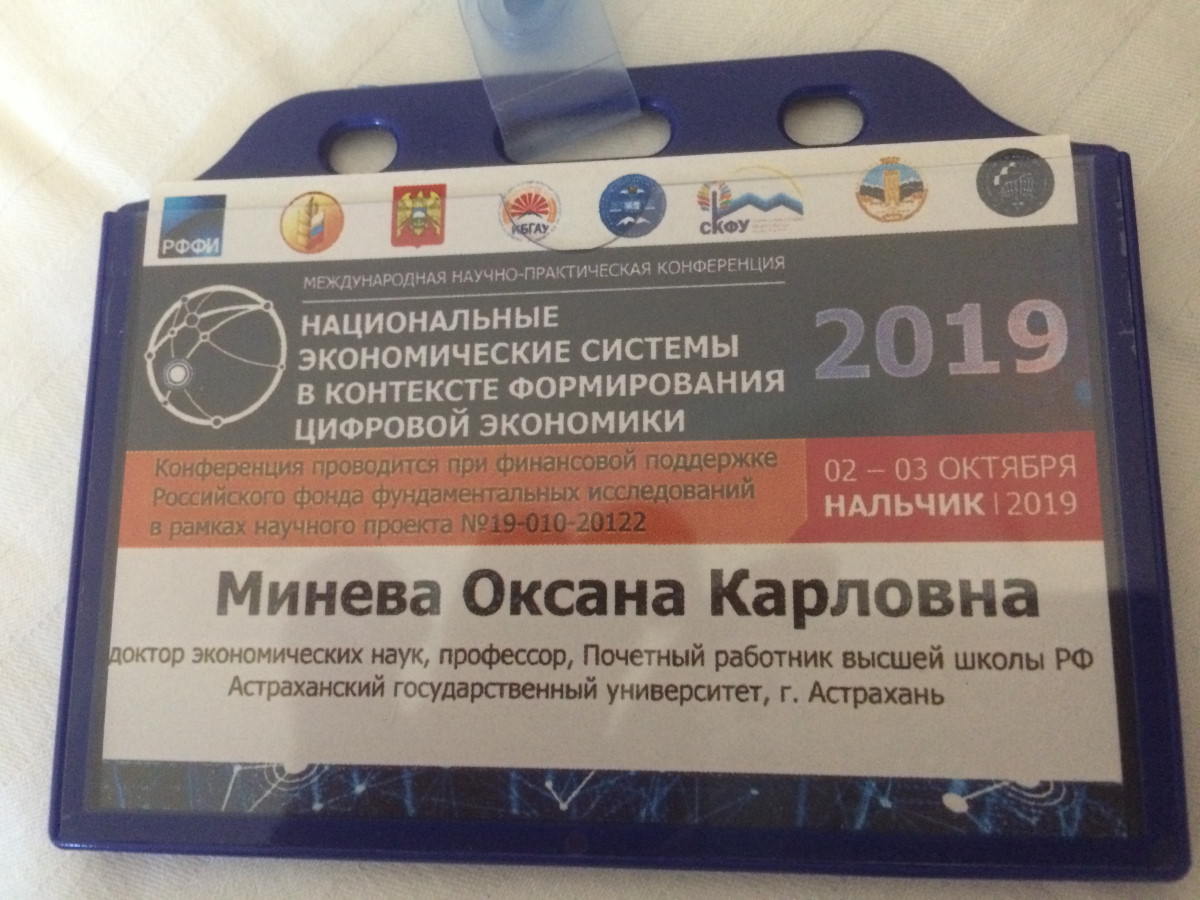 РФФИ
КБГАУ
СКФУ
МЕЖДУНАРОДНАЯ НАУЧНО-ПРАКТИЧЕСКАЯ КОНФЕРЕНЦИЯ
НАЦИОНАЛЬНЫЕ
ЭКОНОМИЧЕСКИЕ СИСТЕМЫ
В КОНТЕКСТЕ ФОРМИРОВАНИЯ
ЦИФРОВОЙ ЭКОНОМИКИ
2019
Конференция проводится при финансовой поддержке
Российского фонда фундаментальных исследований
в рамках научного проекта №19-010-20122
02 – 03 ОКТЯБРЯ
НАЛЬЧИК | 2019
Минева Оксана Карловна
доктор экономических наук, профессор, Почетный работник высшей школы РФ
Астраханский государственный университет, г. Астрахань